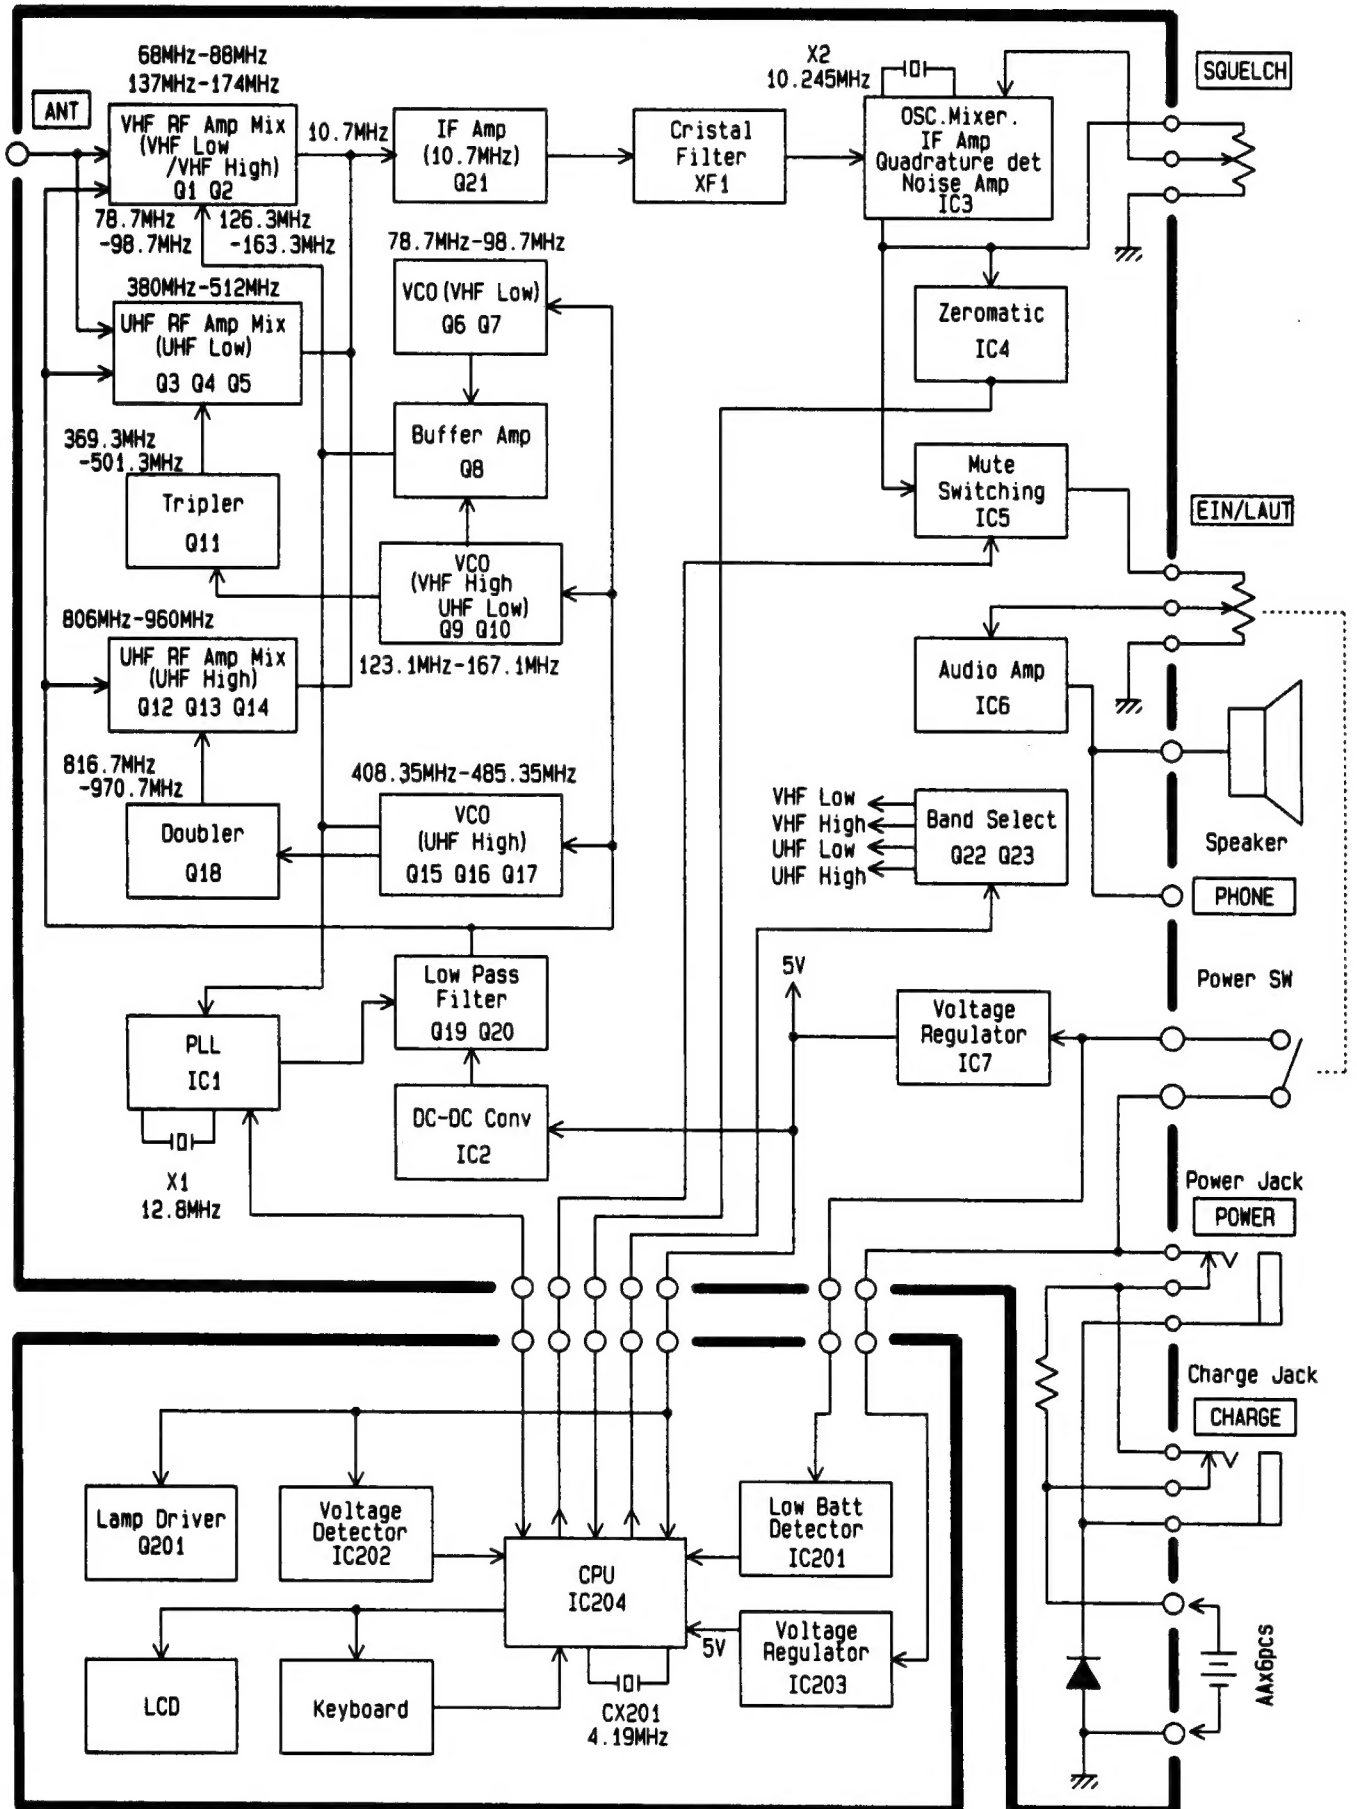 68MHz-88MHz
137MHz-174MHz
ANT
VHF RF Amp Mix
(VHF Low
/VHF High)
Q1 Q2
10.7MHz
IF Amp
(10.7MHz)
Q21
Cristal
Filter
XF1
X2
10.245MHz
OSC.Mixer.
IF Amp
Quadrature det
Noise Amp
IC3
SQUELCH
78.7MHz
-98.7MHz
126.3MHz
-163.3MHz
380MHz-512MHz
UHF RF Amp Mix
(UHF Low)
Q3 Q4 Q5
78.7MHz-98.7MHz
VCO(VHF Low)
Q6 Q7
Zeromatic
IC4
369.3MHz
-501.3MHz
Buffer Amp
Q8
Tripler
Q11
Mute
Switching
IC5
EIN/LAUT
VCO
(VHF High
UHF Low)
Q9 Q10
123.1MHz-167.1MHz
806MHz-960MHz
UHF RF Amp Mix
(UHF High)
Q12 Q13 Q14
Audio Amp
IC6
816.7MHz
-970.7MHz
408.35MHz-485.35MHz
Doubler
Q18
VCO
(UHF High)
Q15 Q16 Q17
VHF Low
VHF High
UHF Low
UHF High
Band Select
Q22 Q23
Speaker
PHONE
Low Pass
Filter
Q19 Q20
5V
Voltage
Regulator
IC7
Power SW
PLL
IC1
DC-DC Conv
IC2
X1
12.8MHz
Power Jack
POWER
Charge Jack
CHARGE
Lamp Driver
Q201
Voltage
Detector
IC202
CPU
IC204
Low Batt
Detector
IC201
LCD
Keyboard
CX201
4.19MHz
5V
Voltage
Regulator
IC203
AAx6pcs